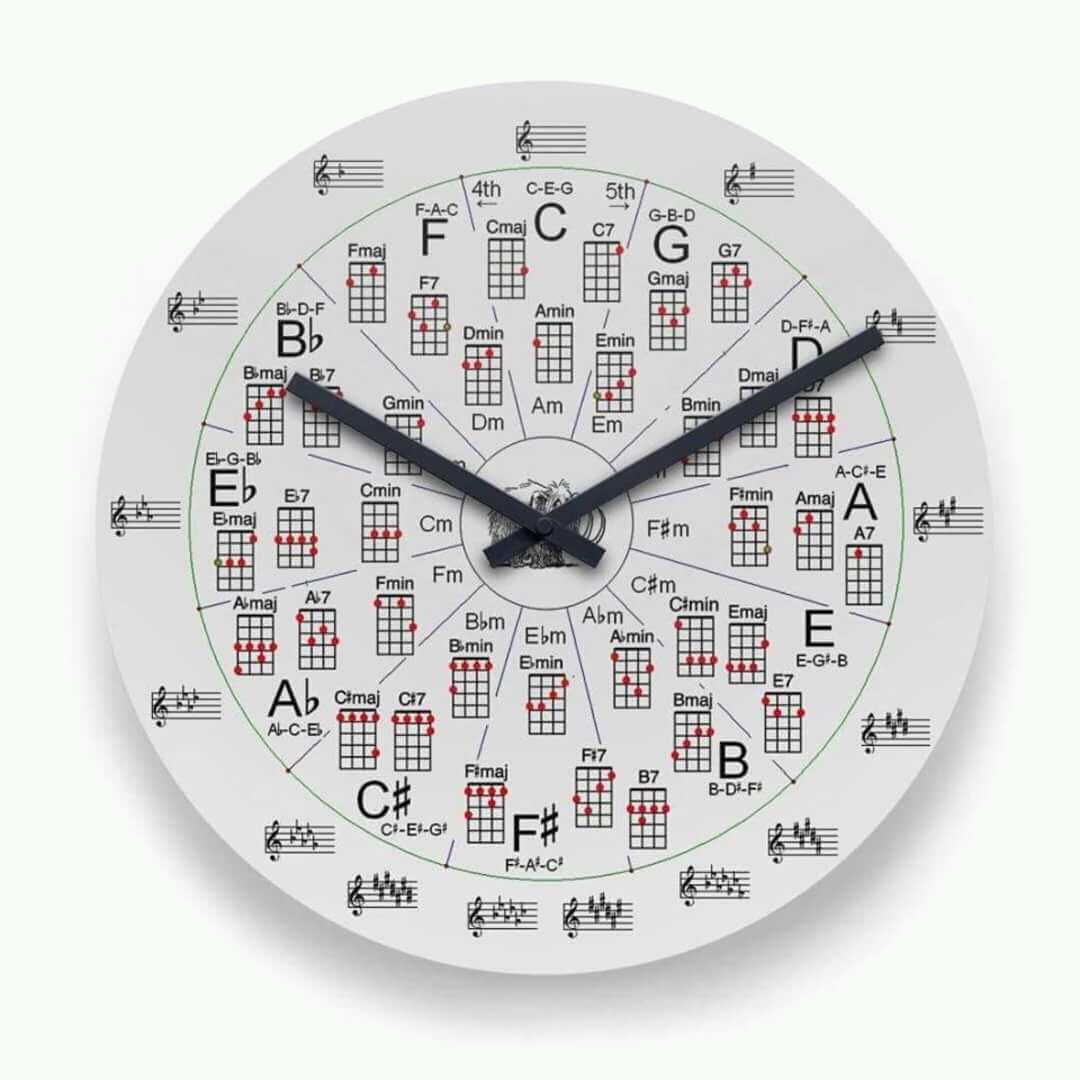 4th
←
C-E-G
5th
→
C
Cmaj
C7
Amin
Am
G-B-D
G
Gmaj
G7
Emin
Em
D-F♯-A
D
Dmaj
D7
Bmin
A-C♯-E
A
Amaj
A7
F♯min
F♯m
E
E-G♯-B
Emaj
E7
C♯min
C♯m
B
B-D♯-F♯
Bmaj
B7
A♭min
A♭m
F♯
F♯-A♯-C♯
F♯maj
F♯7
E♭min
E♭m
C♯
C♯-E♯-G♯
C♯maj
C♯7
B♭min
B♭m
A♭
A♭-C-E♭
A♭maj
A♭7
Fmin
Fm
E♭-G-B♭
E♭
E♭maj
E♭7
Cmin
Cm
B♭-D-F
B♭
B♭maj
B♭7
Gmin
F-A-C
F
Fmaj
F7
Dmin
Dm